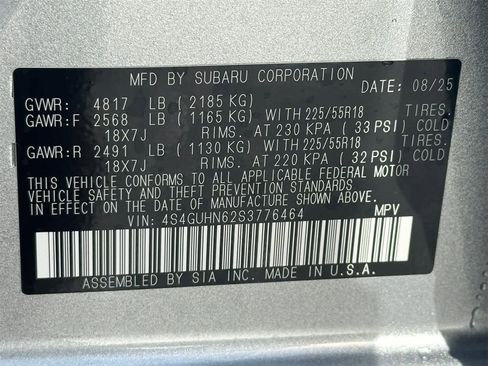 MFD BY SUBARU CORPORATION DATE: 08/25
GVWR: 4817 LB (2185 KG)
GAWR:F 2568 LB (1165 KG) WITH 225/55R18 TIRES.
18X7J RIMS. AT 230 KPA (33 PSI) COLD
GAWR:R 2491 LB (1130 KG) WITH 225/55R18 TIRES.
18X7J RIMS. AT 220 KPA (32 PSI) COLD
THIS VEHICLE CONFORMS TO ALL APPLICABLE FEDERAL MOTOR
VEHICLE SAFETY AND THEFT PREVENTION STANDARDS
IN EFFECT ON THE DATE OF MANUFACTURE SHOWN ABOVE.
VIN: 4S4GUHN62S3776464 MPV
ASSEMBLED BY SIA INC. MADE IN U.S.A.